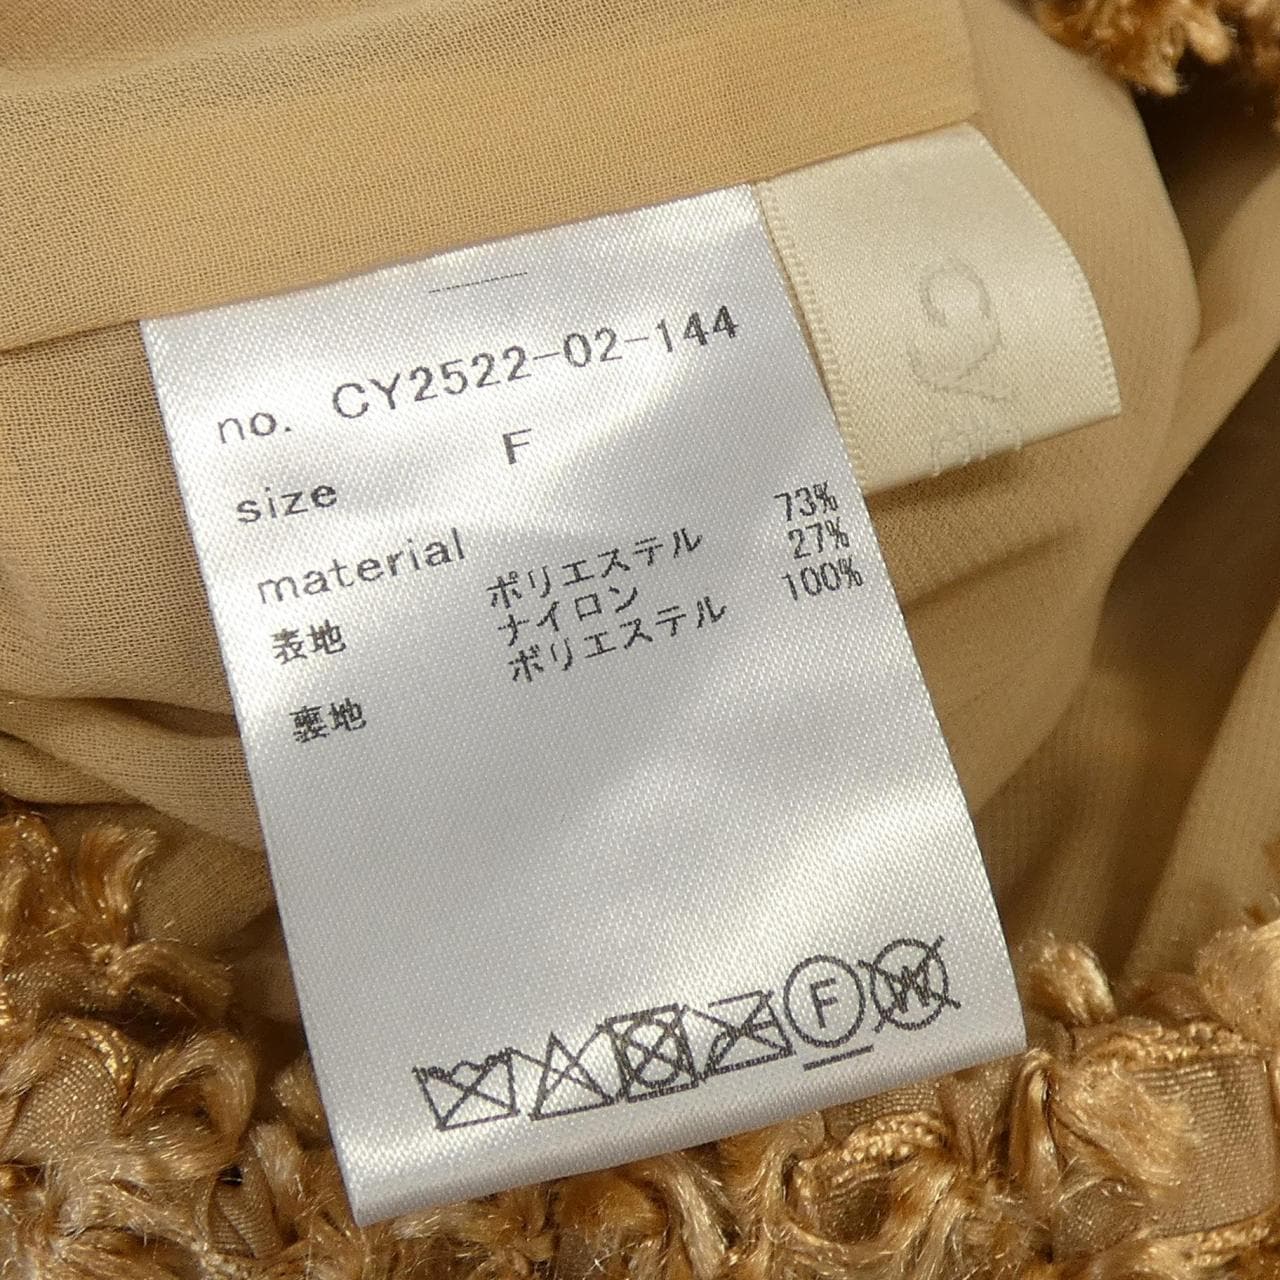 no. CY2522-02-144
size F
material
表地 ポリエステル 73%
ナイロン 27%
裏地 ポリエステル 100%
F
W